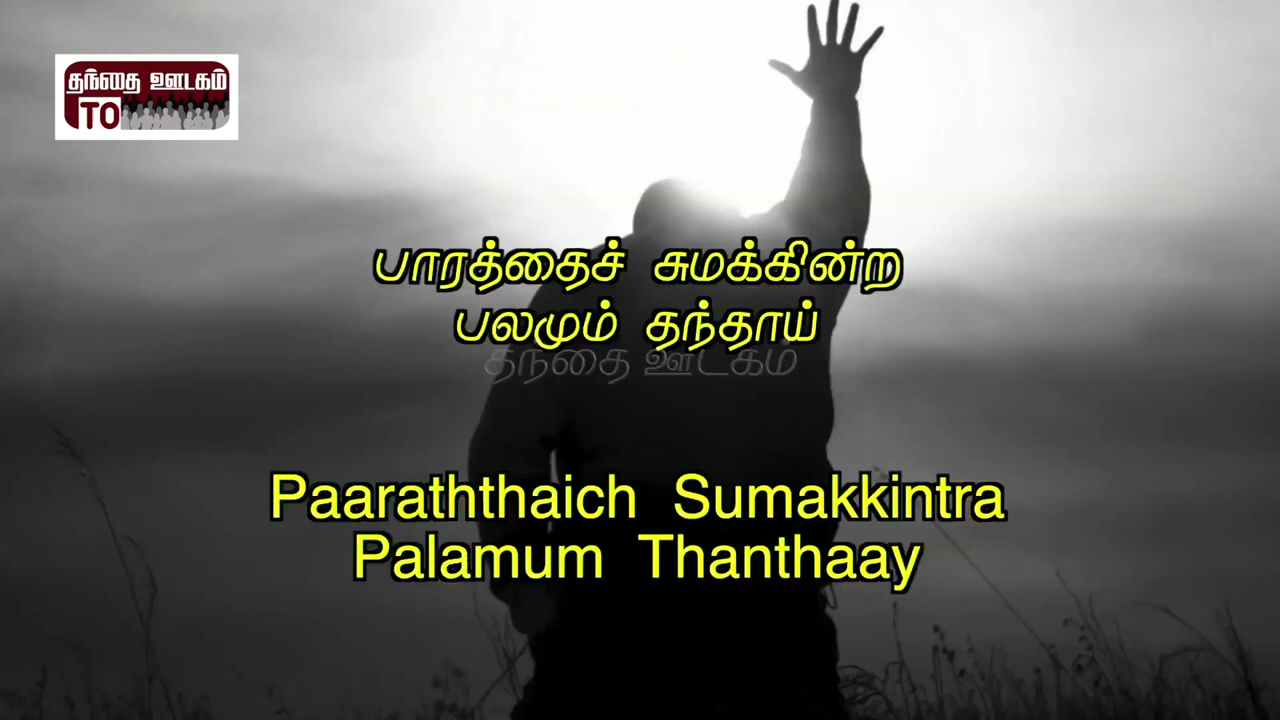 தந்தை ஊடகம்
TO
பாரத்தைச் சுமக்கின்ற
பலமும் தந்தாய்
தந்தை ஊடகம்
Paaraththaich Sumakkintra
Palamum Thanthaay